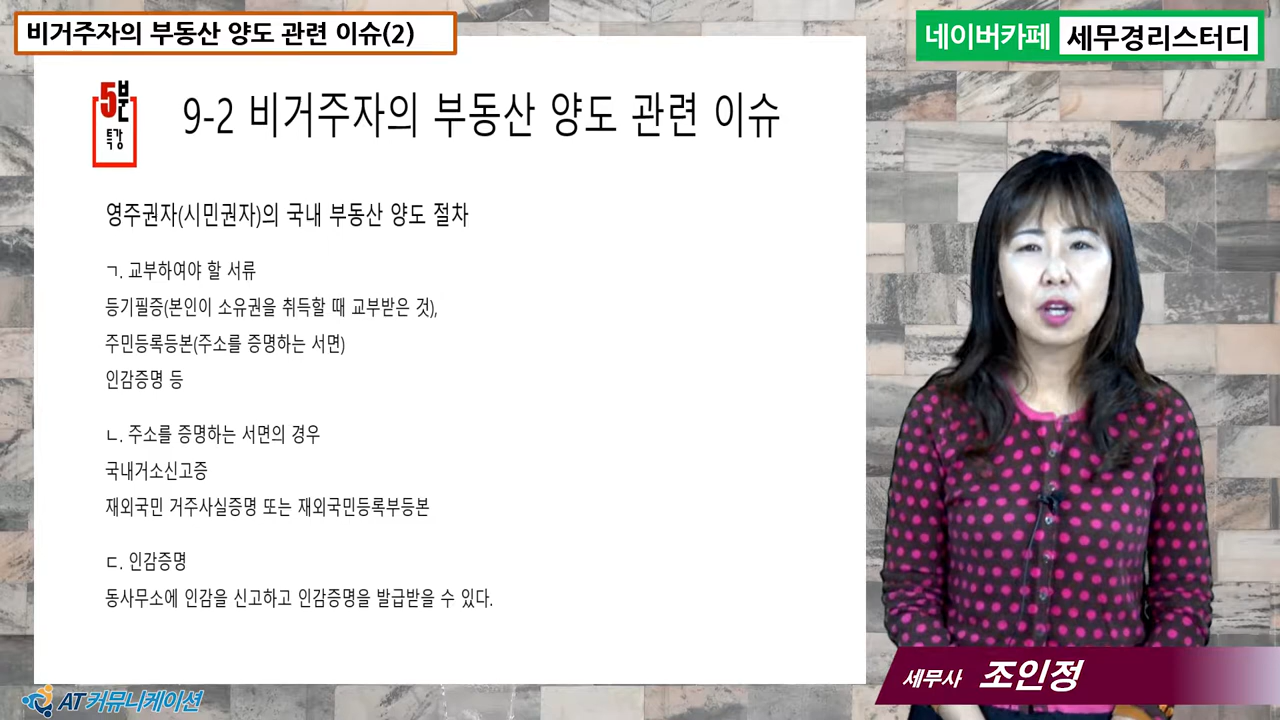 비거주자의 부동산 양도 관련 이슈(2)
네이버카페 세무경리스터디
5분
특강
9-2 비거주자의 부동산 양도 관련 이슈
영주권자(시민권자)의 국내 부동산 양도 절차
ㄱ. 교부하여야 할 서류
등기필증(본인이 소유권을 취득할 때 교부받은 것),
주민등록등본(주소를 증명하는 서면)
인감증명 등
ㄴ. 주소를 증명하는 서면의 경우
국내거소신고증
재외국민 거주사실증명 또는 재외국민등록부등본
ㄷ. 인감증명
동사무소에 인감을 신고하고 인감증명을 발급받을 수 있다.
세무사 조인정
AT커뮤니케이션